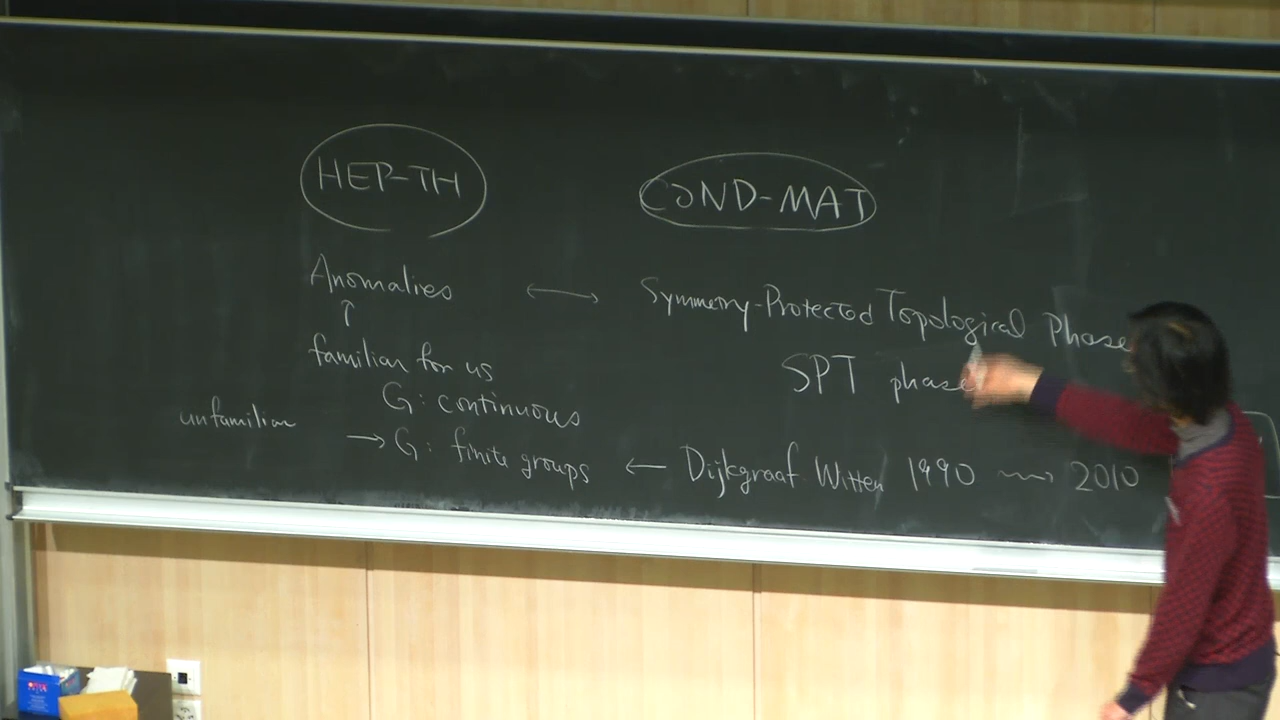 HEP-TH
COND-MAT
Anomalies ⟷ Symmetry-Protected Topological Phase
↑
familiar for us
SPT phase
G: continuous
unfamiliar
→ G: finite groups ← Dijkgraaf Witten 1990 ⇝ 2010